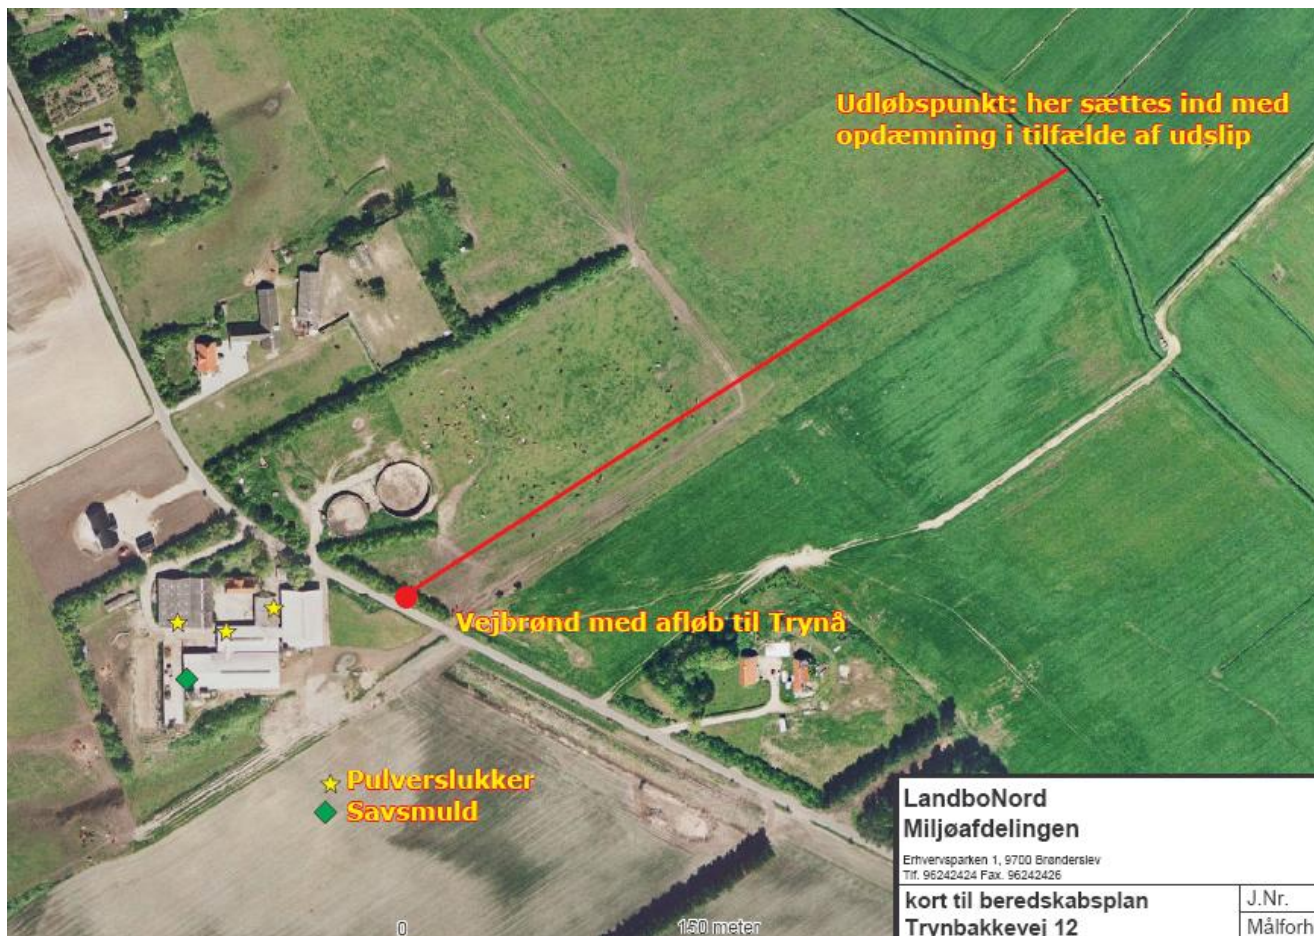 Udløbspunkt: her sættes ind med
opdæmning i tilfælde af udslip
Vejbrønd med afløb til Trynå
Pulverslukker
Savsmuld
LandboNord
Miljøafdelingen
Erhvervsparken 1, 9700 Brønderslev
Tlf. 96242424 Fax. 96242426
kort til beredskabsplan
Trynbakkevej 12
J.Nr.
Målforh
0
150 meter